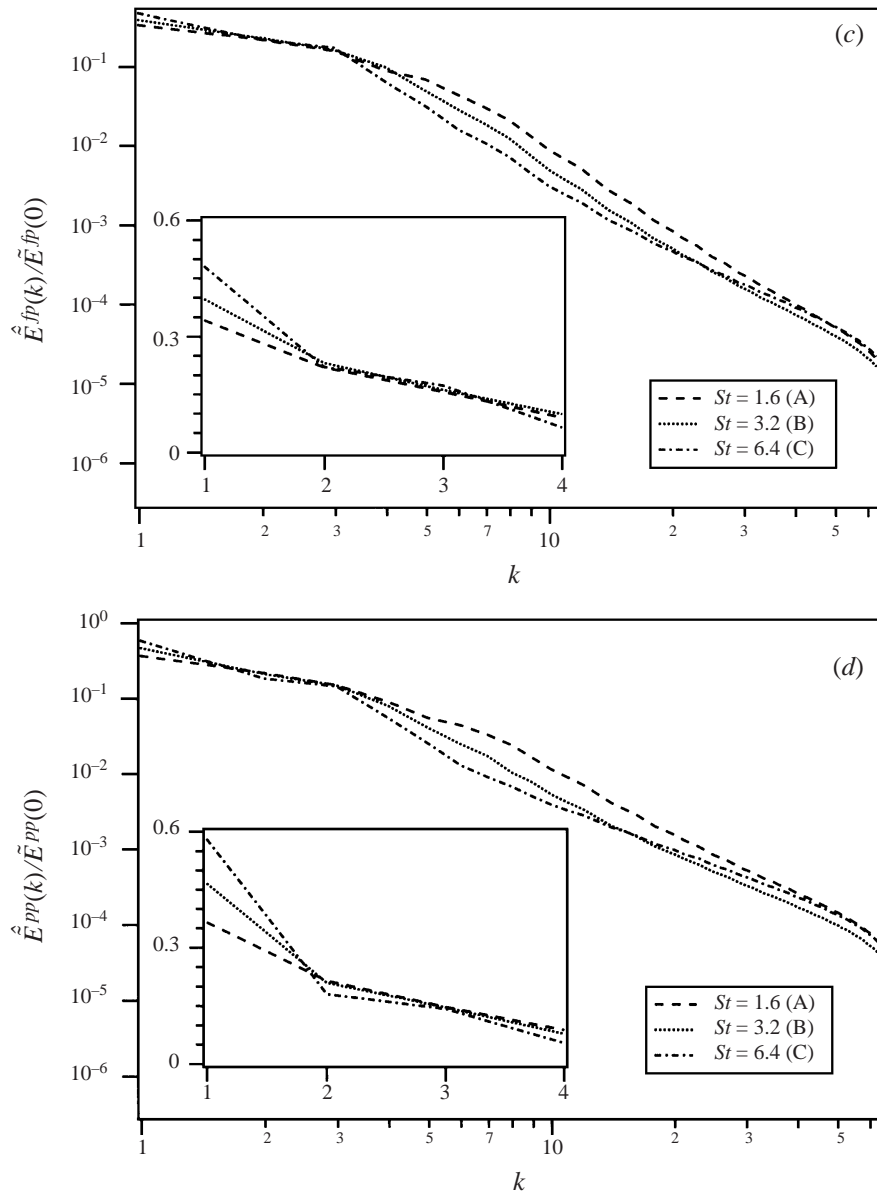 (c)
10⁻¹
10⁻²
10⁻³
10⁻⁴
10⁻⁵
10⁻⁶
Ê^fp(k)/Ẽ^fp(0)
0.6
0.3
0
1 2 3 4
St = 1.6 (A)
St = 3.2 (B)
St = 6.4 (C)
1 2 3 5 7 10 2 3 5
k
(d)
10⁰
10⁻¹
10⁻²
10⁻³
10⁻⁴
10⁻⁵
10⁻⁶
Ê^pp(k)/Ẽ^pp(0)
0.6
0.3
0
1 2 3 4
St = 1.6 (A)
St = 3.2 (B)
St = 6.4 (C)
1 2 3 5 7 10 2 3 5
k